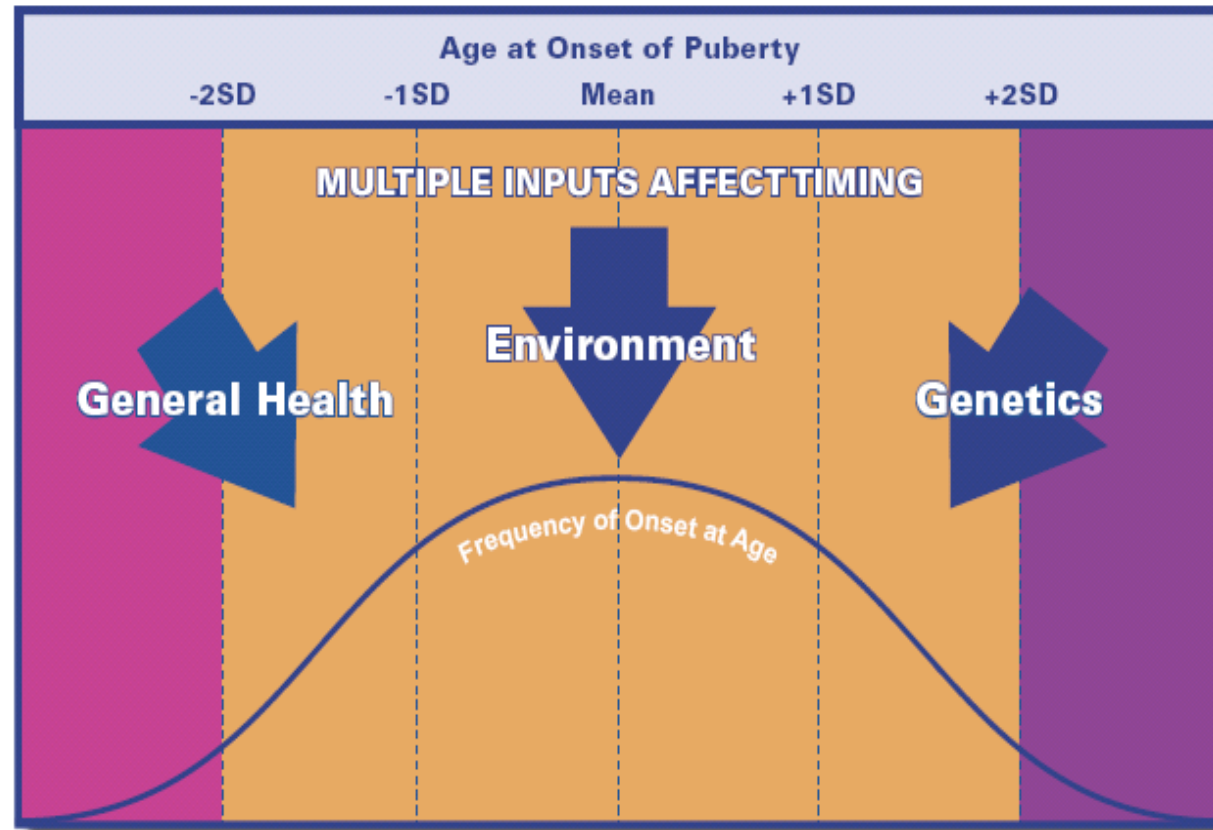 Age at Onset of Puberty
-2SD -1SD Mean +1SD +2SD
MULTIPLE INPUTS AFFECT TIMING
Environment
General Health
Genetics
Frequency of Onset at Age